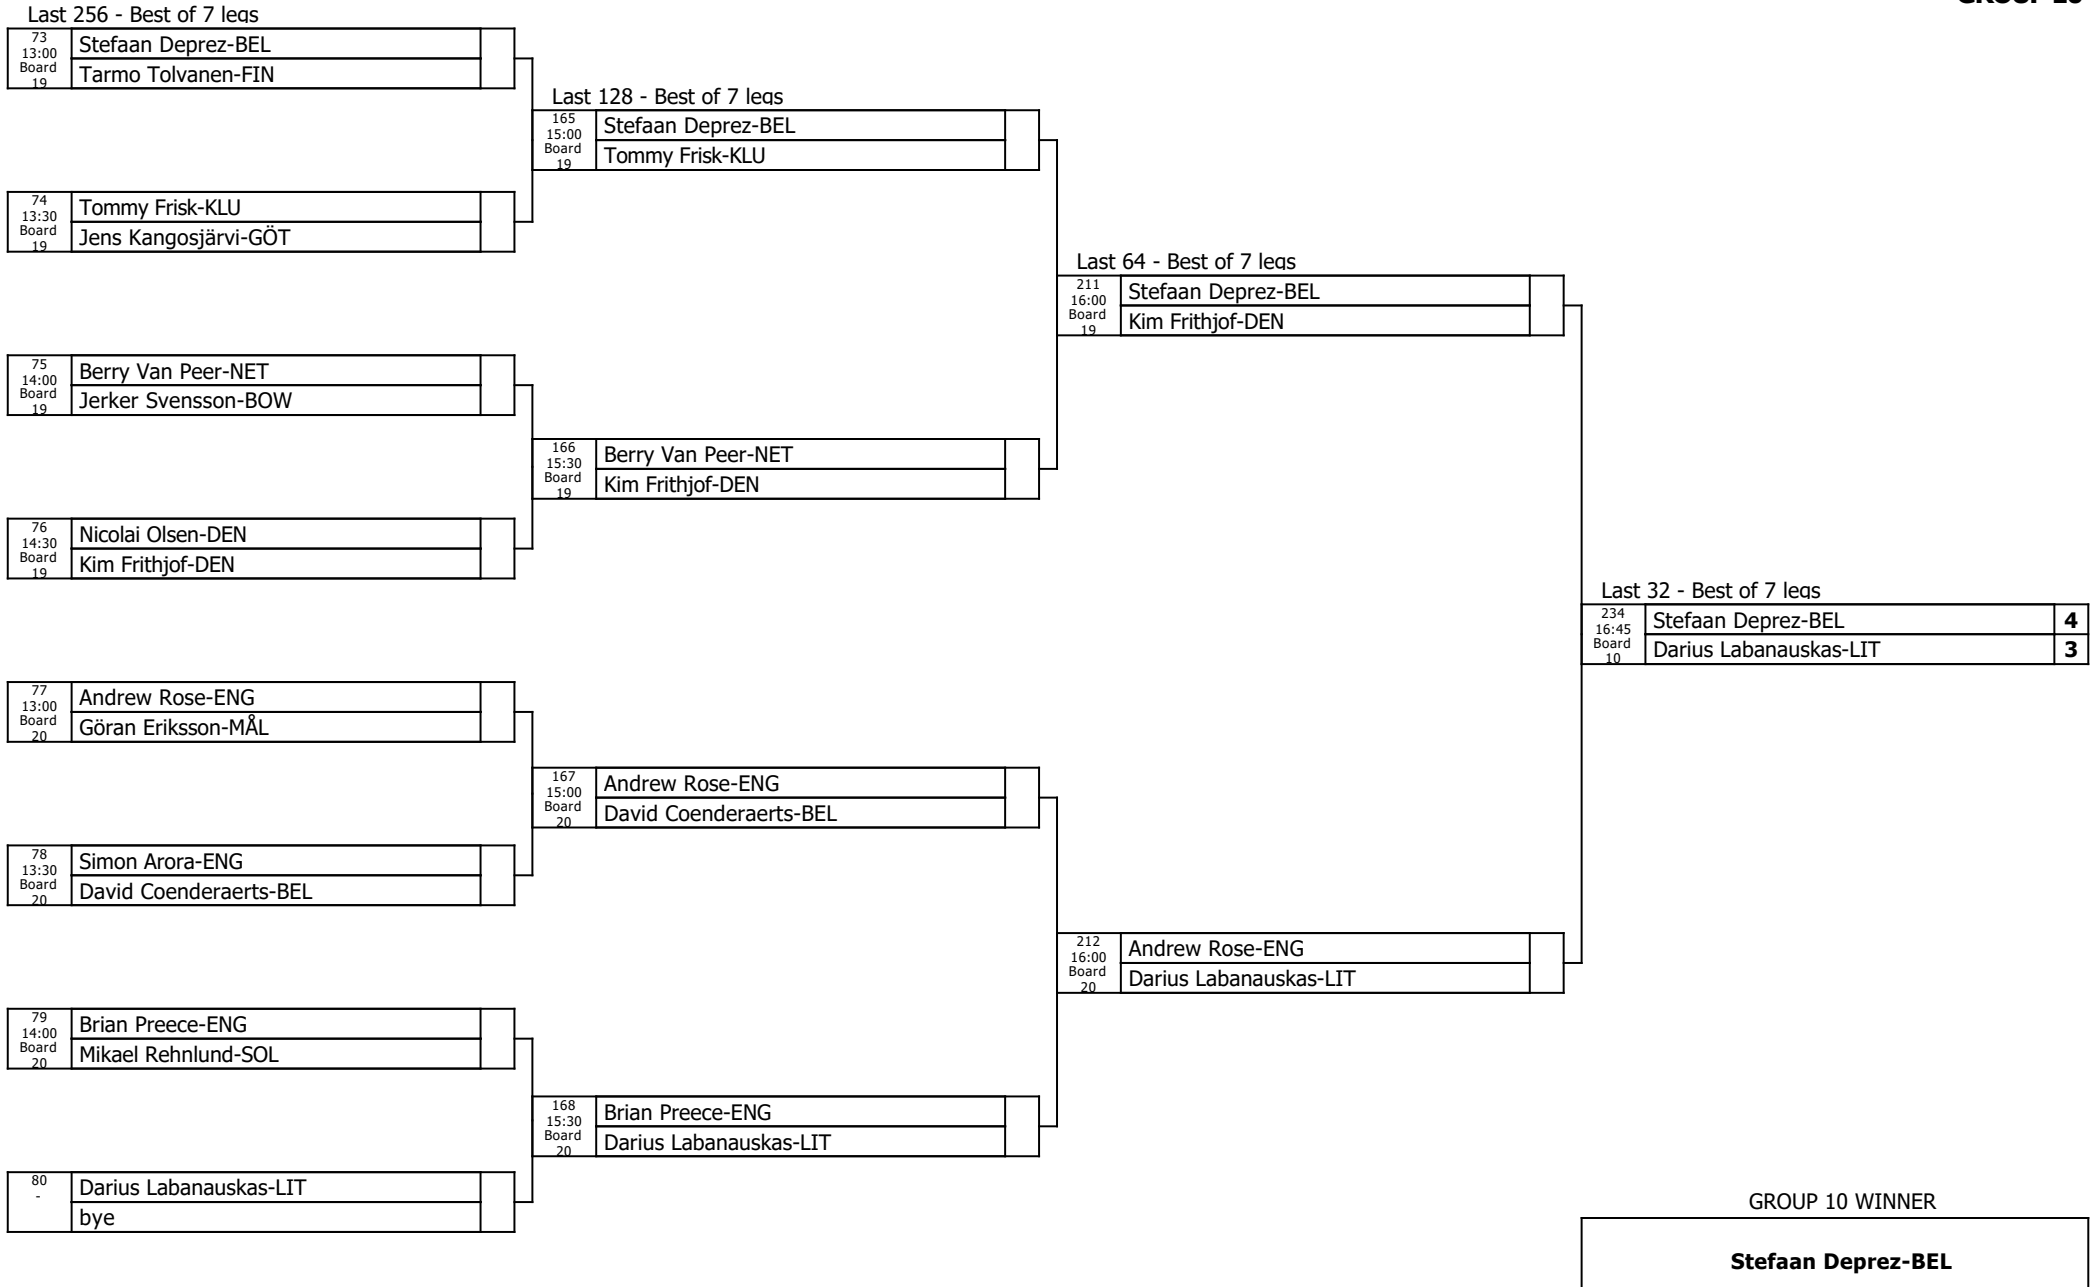 GROUP 10
Last 256 - Best of 7 legs
73
13:00
Board
19
Stefaan Deprez-BEL
Tarmo Tolvanen-FIN
74
13:30
Board
19
Tommy Frisk-KLU
Jens Kangosjärvi-GÖT
75
14:00
Board
19
Berry Van Peer-NET
Jerker Svensson-BOW
76
14:30
Board
19
Nicolai Olsen-DEN
Kim Frithjof-DEN
77
13:00
Board
20
Andrew Rose-ENG
Göran Eriksson-MÅL
78
13:30
Board
20
Simon Arora-ENG
David Coenderaerts-BEL
79
14:00
Board
20
Brian Preece-ENG
Mikael Rehnlund-SOL
80
-
Darius Labanauskas-LIT
bye
Last 128 - Best of 7 legs
165
15:00
Board
19
Stefaan Deprez-BEL
Tommy Frisk-KLU
166
15:30
Board
19
Berry Van Peer-NET
Kim Frithjof-DEN
167
15:00
Board
20
Andrew Rose-ENG
David Coenderaerts-BEL
168
15:30
Board
20
Brian Preece-ENG
Darius Labanauskas-LIT
Last 64 - Best of 7 legs
211
16:00
Board
19
Stefaan Deprez-BEL
Kim Frithjof-DEN
212
16:00
Board
20
Andrew Rose-ENG
Darius Labanauskas-LIT
Last 32 - Best of 7 legs
234
16:45
Board
10
Stefaan Deprez-BEL 4
Darius Labanauskas-LIT 3
GROUP 10 WINNER
Stefaan Deprez-BEL